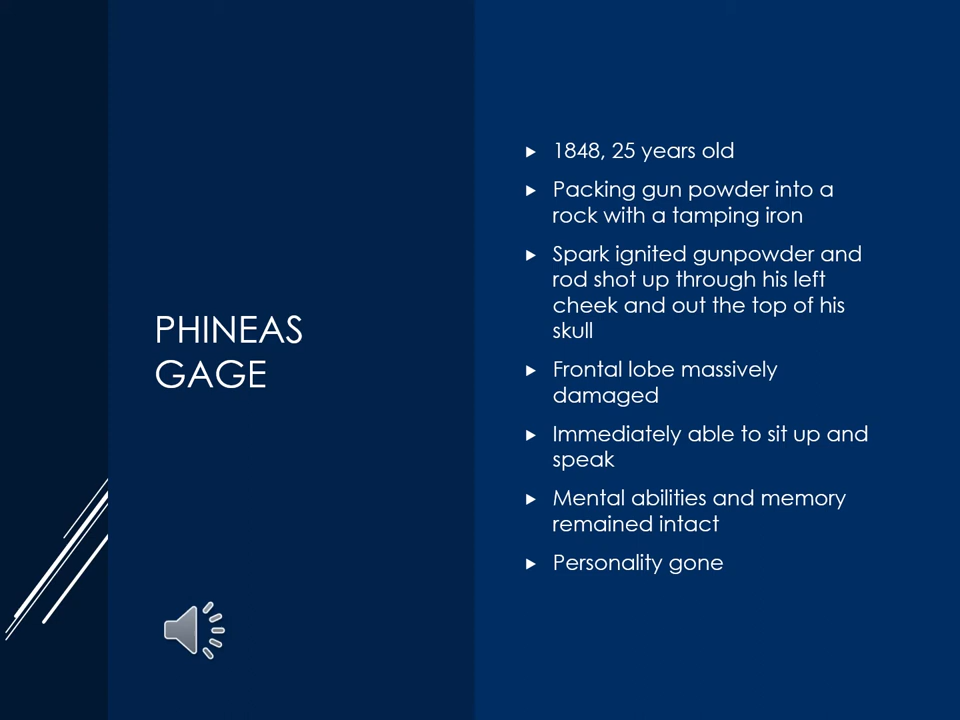 PHINEAS
GAGE
1848, 25 years old
Packing gun powder into a
rock with a tamping iron
Spark ignited gunpowder and
rod shot up through his left
cheek and out the top of his
skull
Frontal lobe massively
damaged
Immediately able to sit up and
speak
Mental abilities and memory
remained intact
Personality gone